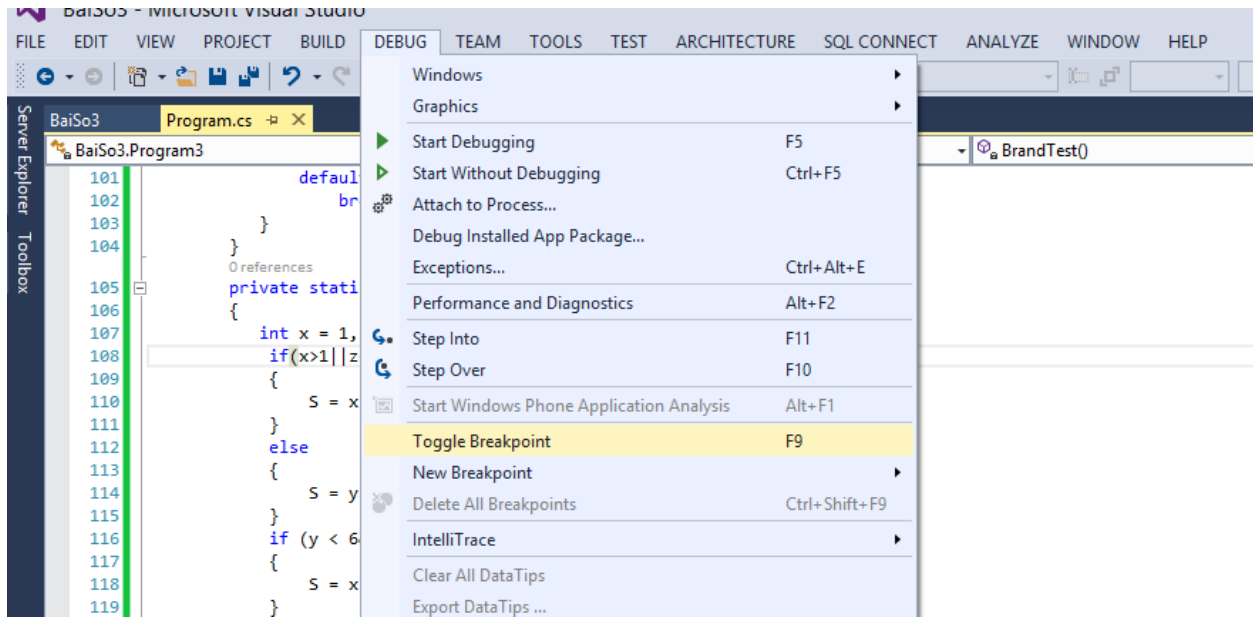 BaiSo3 - Microsoft Visual Studio
FILE EDIT VIEW PROJECT BUILD DEBUG TEAM TOOLS TEST ARCHITECTURE SQL CONNECT ANALYZE WINDOW HELP
Server Explorer
Toolbox
BaiSo3 Program.cs
BaiSo3.Program3
BrandTest()
101 defaul
102 br
103 }
104 }
0 references
105 private stati
106 {
107 int x = 1,
108 if(x>1||z
109 {
110 S = x
111 }
112 else
113 {
114 S = y
115 }
116 if (y < 6
117 {
118 S = x
119 }
Windows
Graphics
Start Debugging F5
Start Without Debugging Ctrl+F5
Attach to Process...
Debug Installed App Package...
Exceptions... Ctrl+Alt+E
Performance and Diagnostics Alt+F2
Step Into F11
Step Over F10
Start Windows Phone Application Analysis Alt+F1
Toggle Breakpoint F9
New Breakpoint
Delete All Breakpoints Ctrl+Shift+F9
IntelliTrace
Clear All DataTips
Export DataTips ...